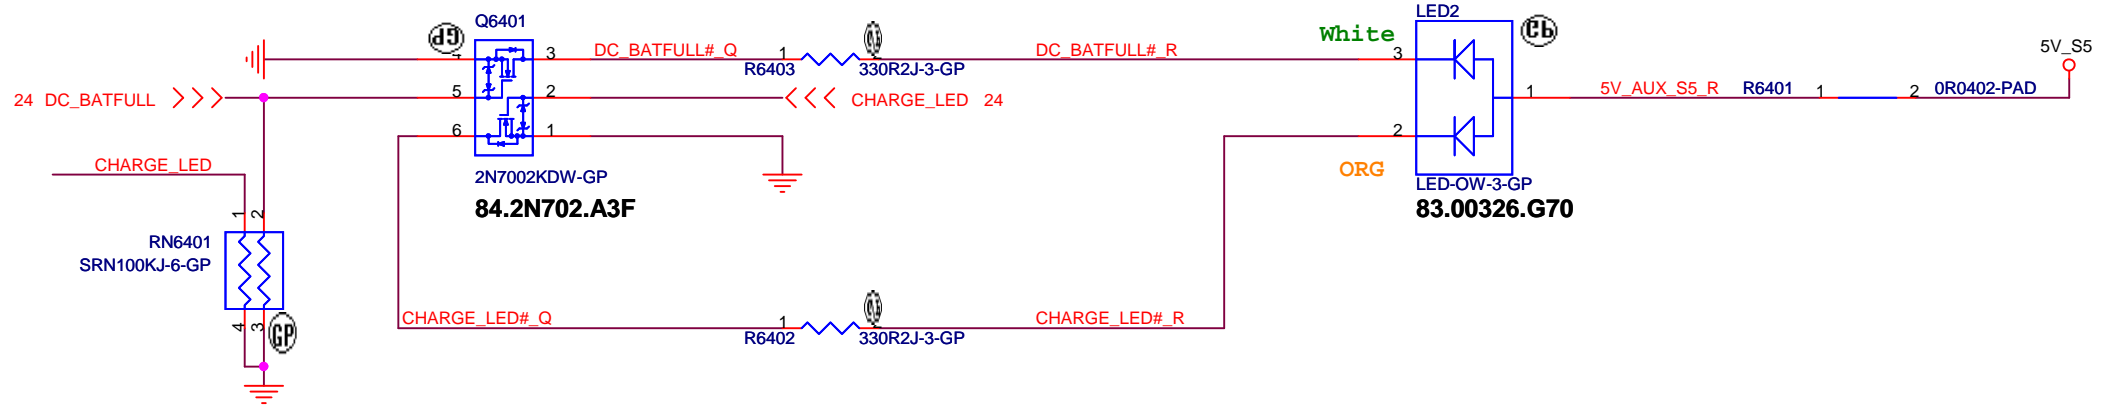 Q6401
GP
4
3
DC_BATFULL#_Q
1
R6403
330R2J-3-GP
DC_BATFULL#_R
White
3
LED2
5V_S5
24 DC_BATFULL
5
2
CHARGE_LED 24
1
5V_AUX_S5_R
R6401
1
2
0R0402-PAD
6
1
2
ORG
CHARGE_LED
2N7002KDW-GP
84.2N702.A3F
LED-OW-3-GP
83.00326.G70
1
2
RN6401
SRN100KJ-6-GP
4
3
GP
CHARGE_LED#_Q
1
R6402
330R2J-3-GP
CHARGE_LED#_R